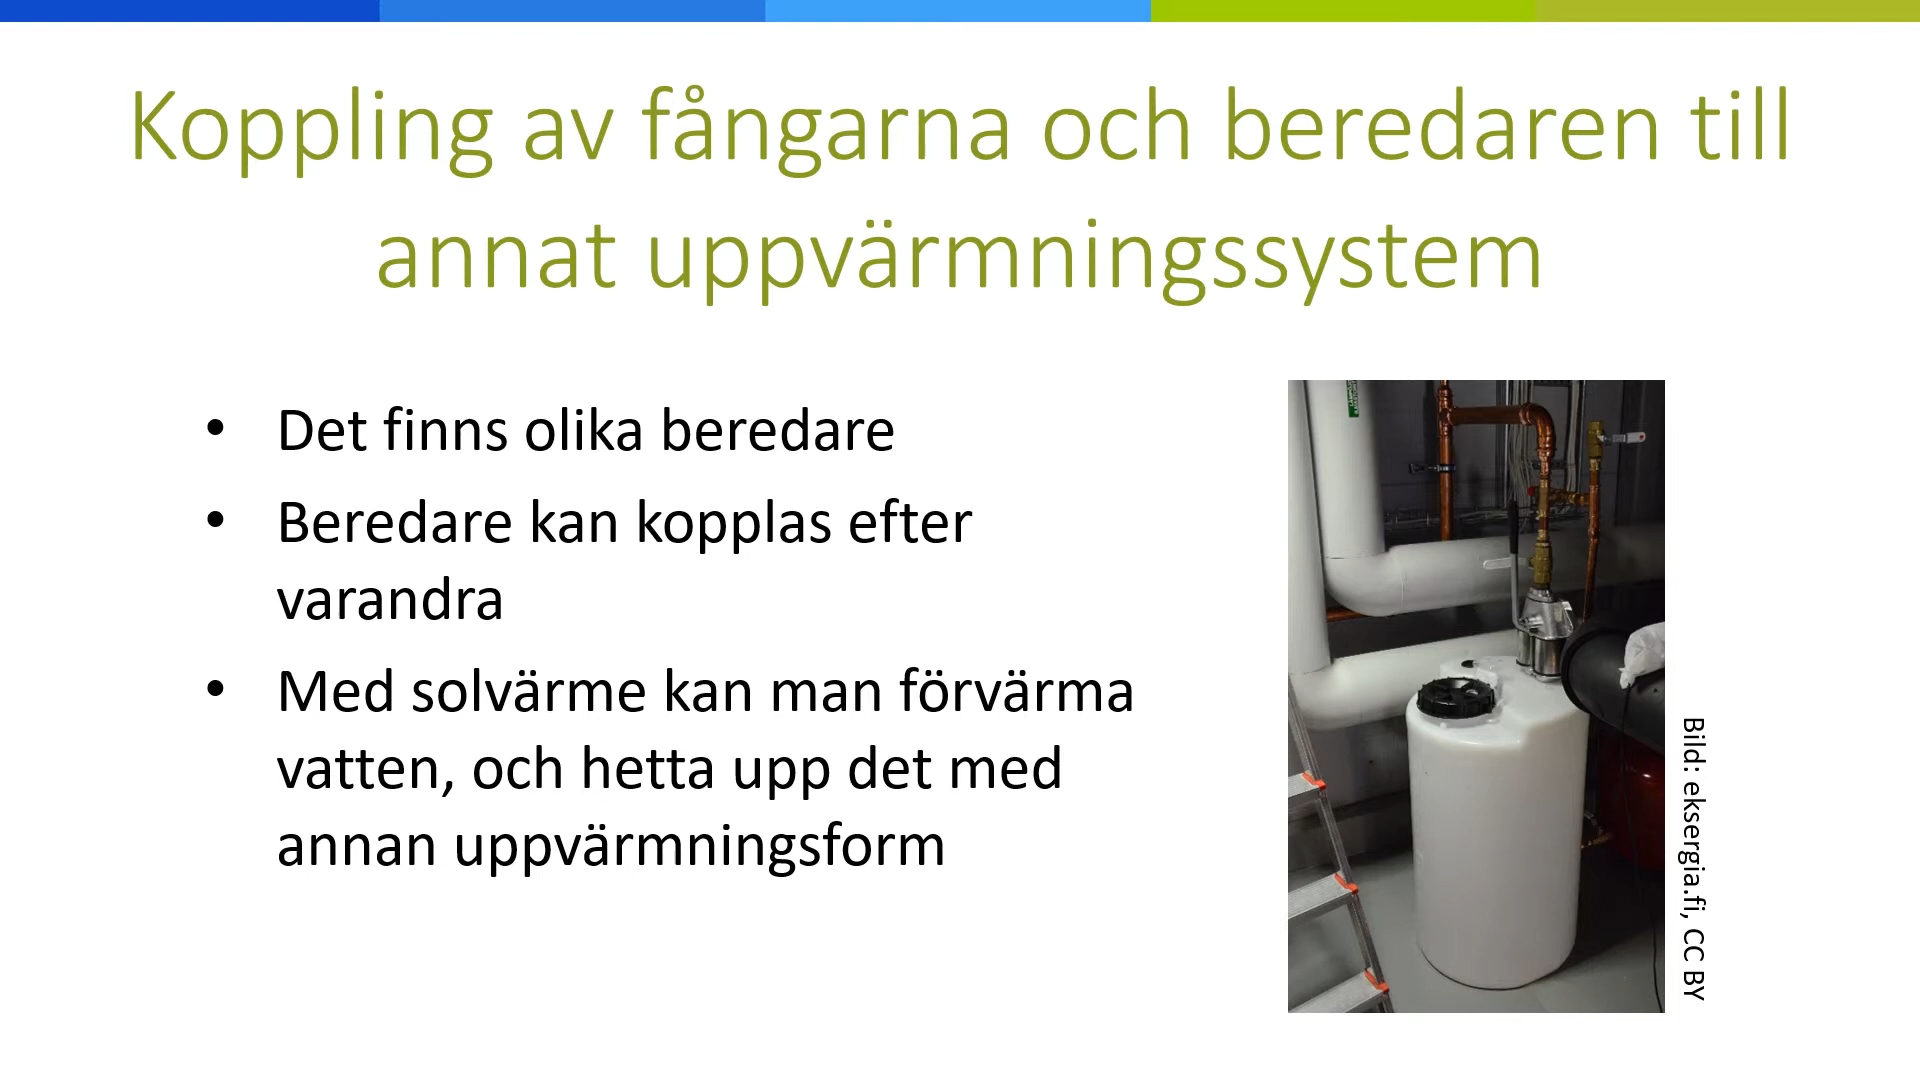 Koppling av fångarna och beredaren till
annat uppvärmningssystem
• Det finns olika beredare
• Beredare kan kopplas efter
varandra
• Med solvärme kan man förvärma
vatten, och hetta upp det med
annan uppvärmningsform
Bild: eksergia.fi, CC BY